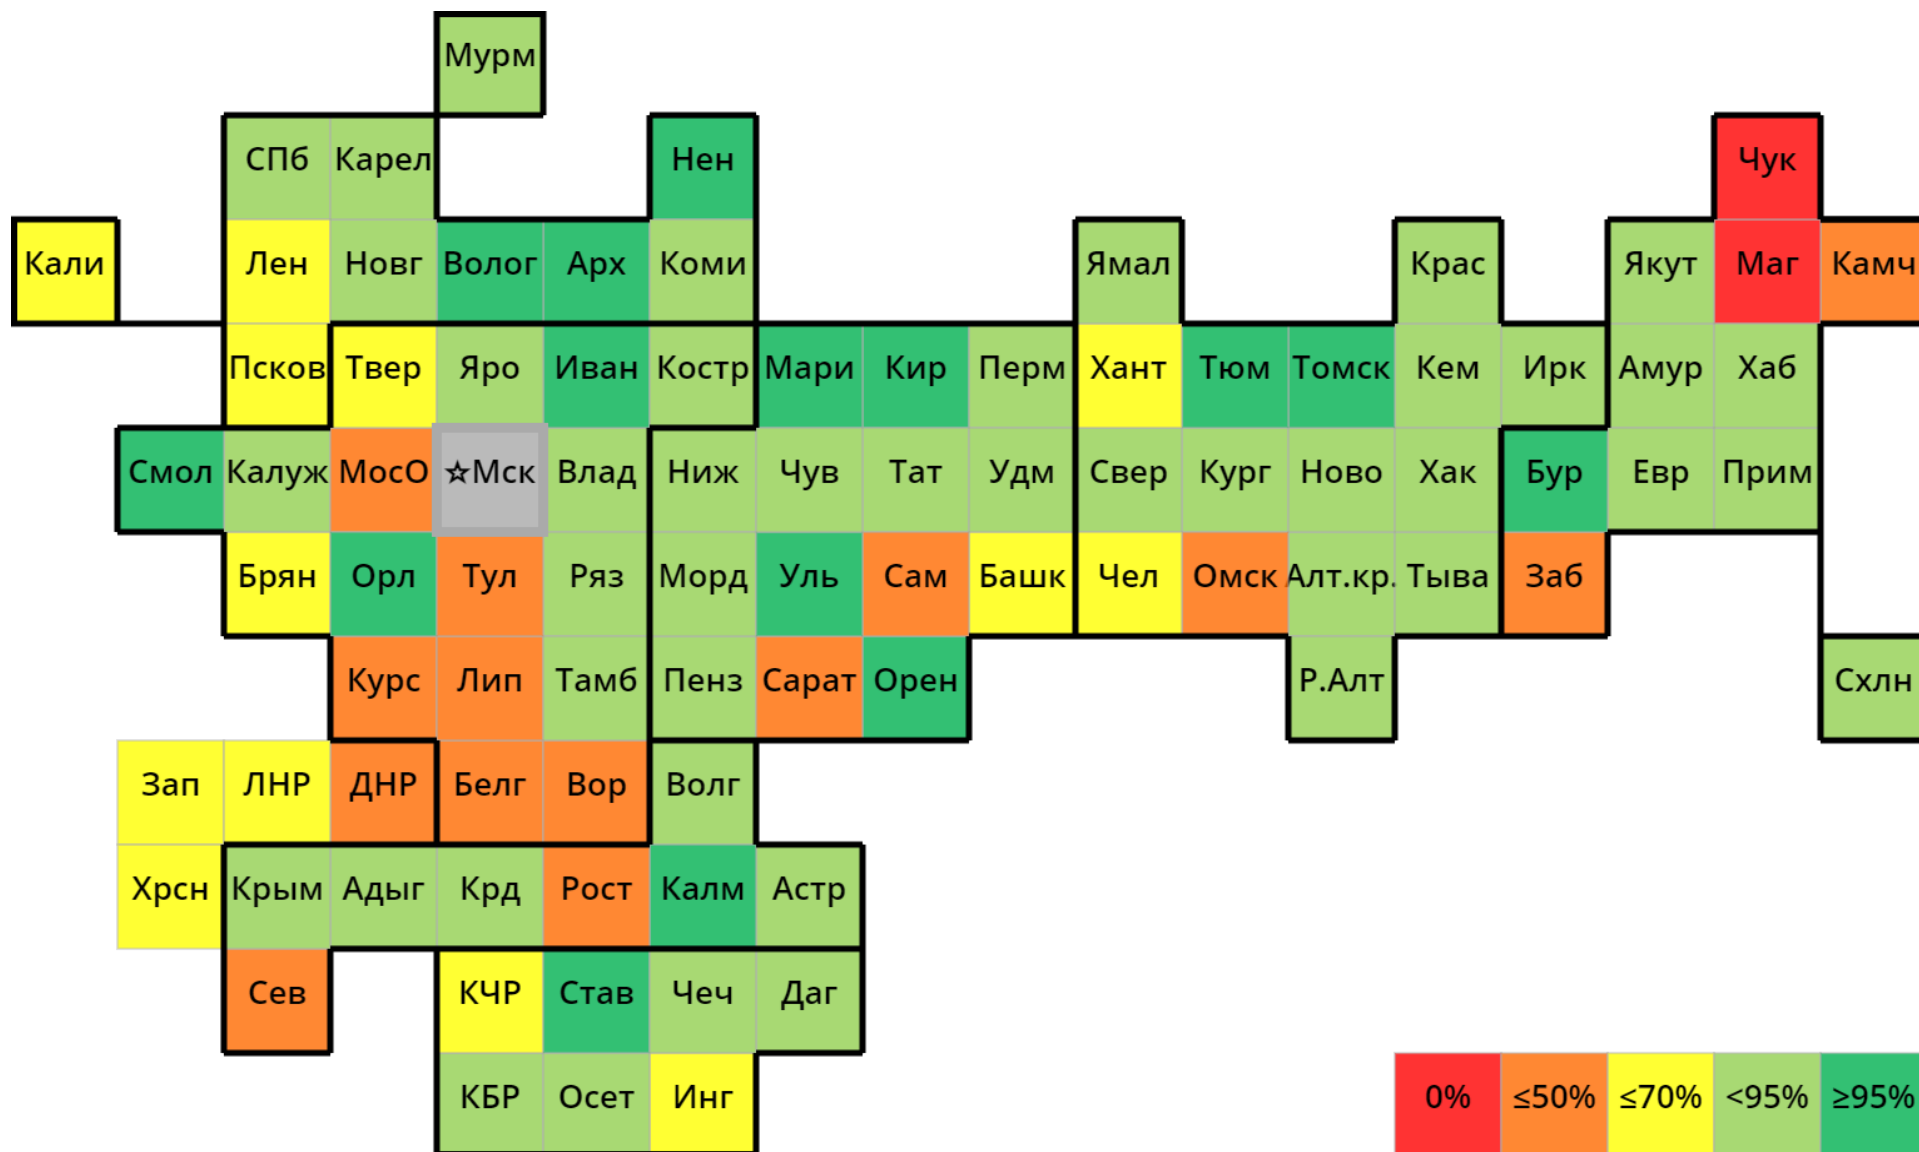 Мурм
СПб Карел Нен Чук
Кали Лен Новг Волог Арх Коми Ямал Крас Якут Маг Камч
Псков Твер Яро Иван Костр Мари Кир Перм Хант Тюм Томск Кем Ирк Амур Хаб
Смол Калуж МосО ☆Мск Влад Ниж Чув Тат Удм Свер Кург Ново Хак Бур Евр Прим
Брян Орл Тул Ряз Морд Уль Сам Башк Чел Омск Алт.кр. Тыва Заб
Курс Лип Тамб Пенз Сарат Орен Р.Алт Схлн
Зап ЛНР ДНР Белг Вор Волг
Хрсн Крым Адыг Крд Рост Калм Астр
Сев КЧР Став Чеч Даг
КБР Осет Инг 0% ≤50% ≤70% <95% ≥95%